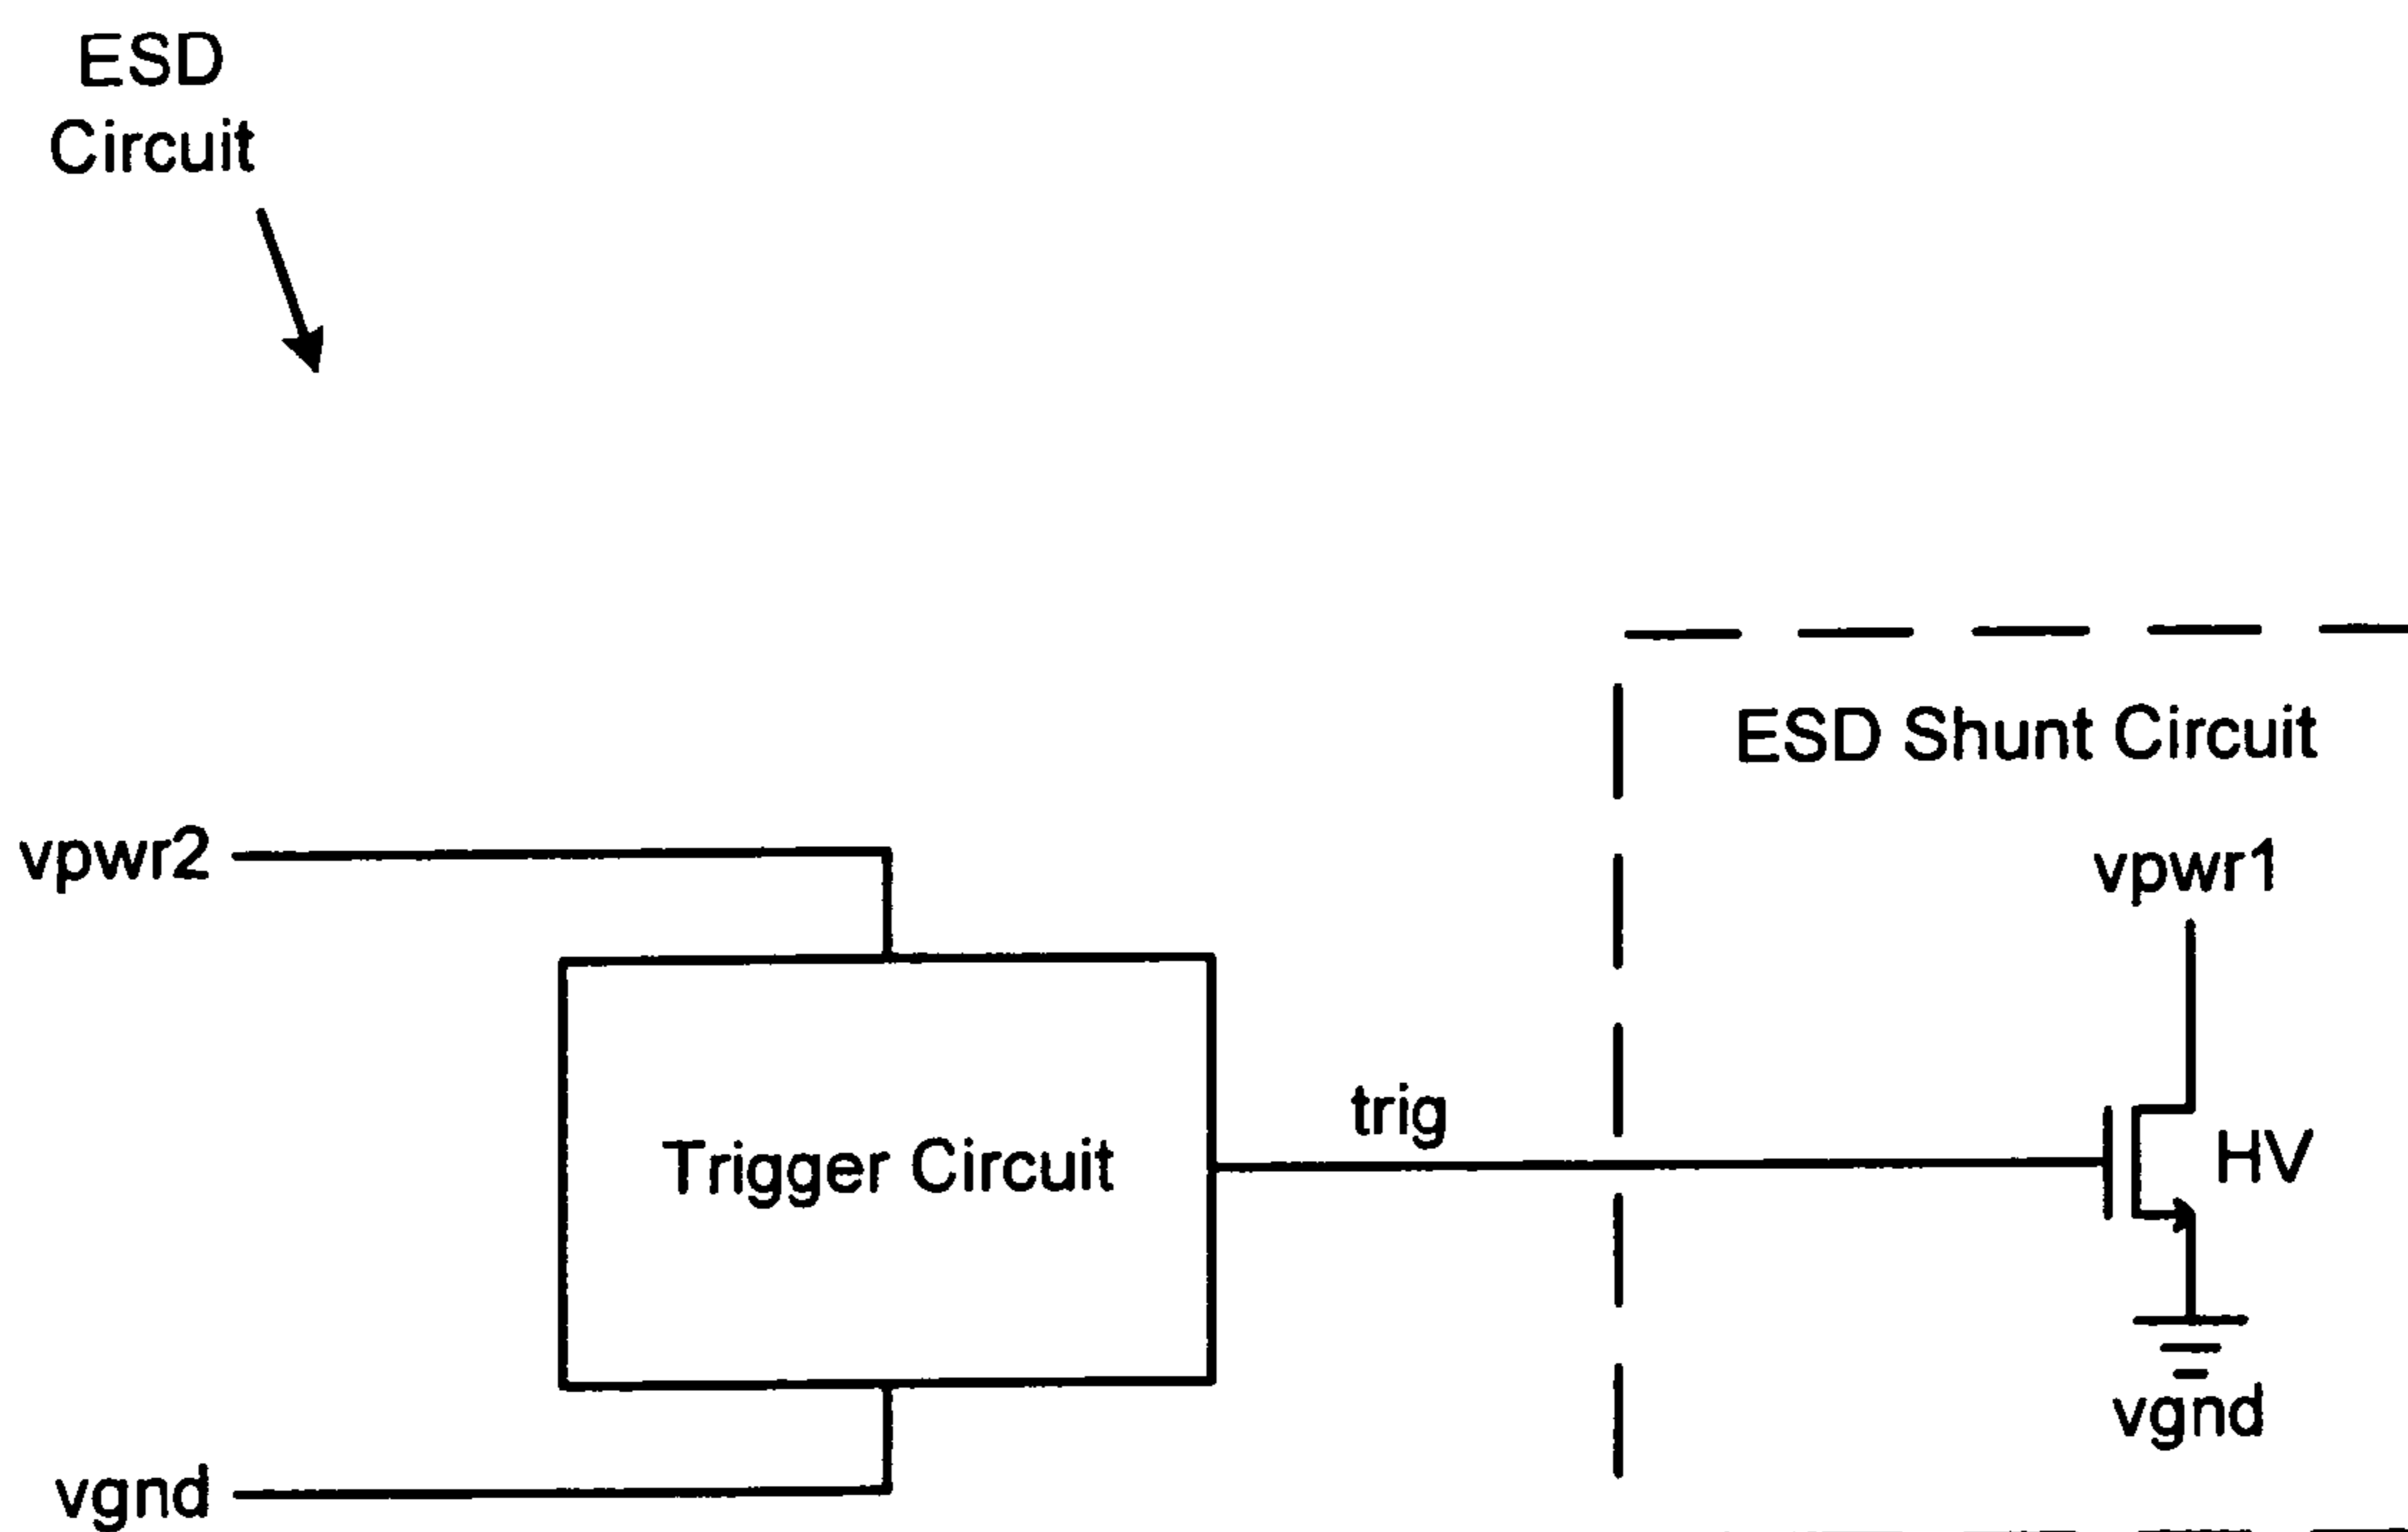 ESD
Circuit
ESD Shunt Circuit
vpwr2
vpwr1
trig
Trigger Circuit
HV
vgnd
vgnd